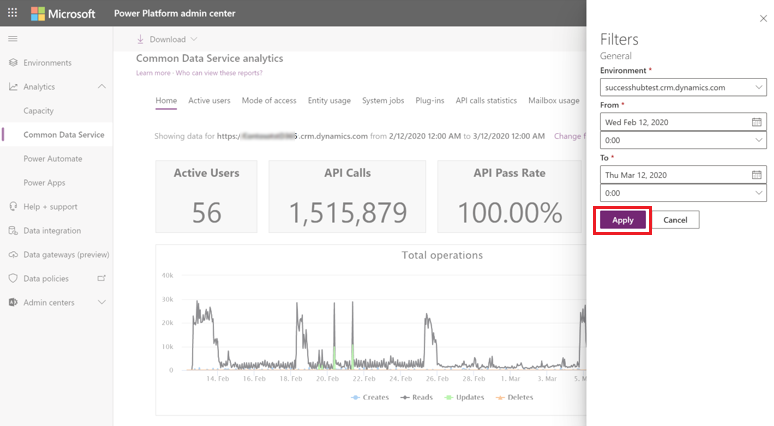 Microsoft Power Platform admin center
Environments
Analytics
Capacity
Common Data Service
Power Automate
Power Apps
Help + support
Data integration
Data gateways (preview)
Data policies
Admin centers
Download
Common Data Service analytics
Learn more · Who can view these reports?
Home Active users Mode of access Entity usage System jobs Plug-ins API calls statistics Mailbox usage
Showing data for https:/ .crm.dynamics.com from 2/12/2020 12:00 AM to 3/12/2020 12:00 AM Change f
Active Users
56
API Calls
1,515,879
API Pass Rate
100.00%
Total operations
40k
30k
20k
10k
0
14. Feb 16. Feb 18. Feb 20. Feb 22. Feb 24. Feb 26. Feb 28. Feb 1. Mar 3. Mar 5. M
Creates Reads Updates Deletes
Filters
General
Environment *
successhubtest.crm.dynamics.com
From *
Wed Feb 12, 2020
0:00
To *
Thu Mar 12, 2020
0:00
Apply Cancel